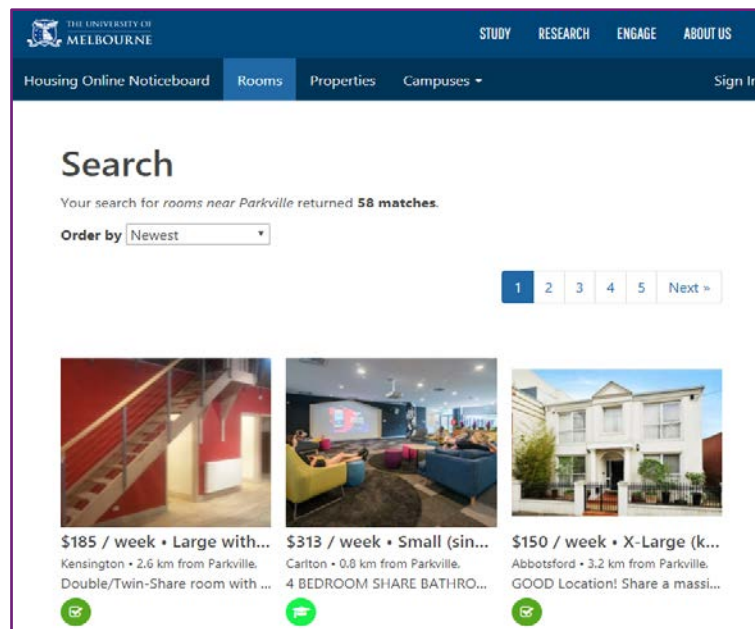 THE UNIVERSITY OF
MELBOURNE
STUDY RESEARCH ENGAGE ABOUT US
Housing Online Noticeboard Rooms Properties Campuses Sign In
Search
Your search for rooms near Parkville returned 58 matches.
Order by Newest
1 2 3 4 5 Next »
$185 / week • Large with... $313 / week • Small (sin... $150 / week • X-Large (k...
Kensington • 2.6 km from Parkville. Carlton • 0.8 km from Parkville. Abbotsford • 3.2 km from Parkville.
Double/Twin-Share room with ... 4 BEDROOM SHARE BATHRO... GOOD Location! Share a massi...